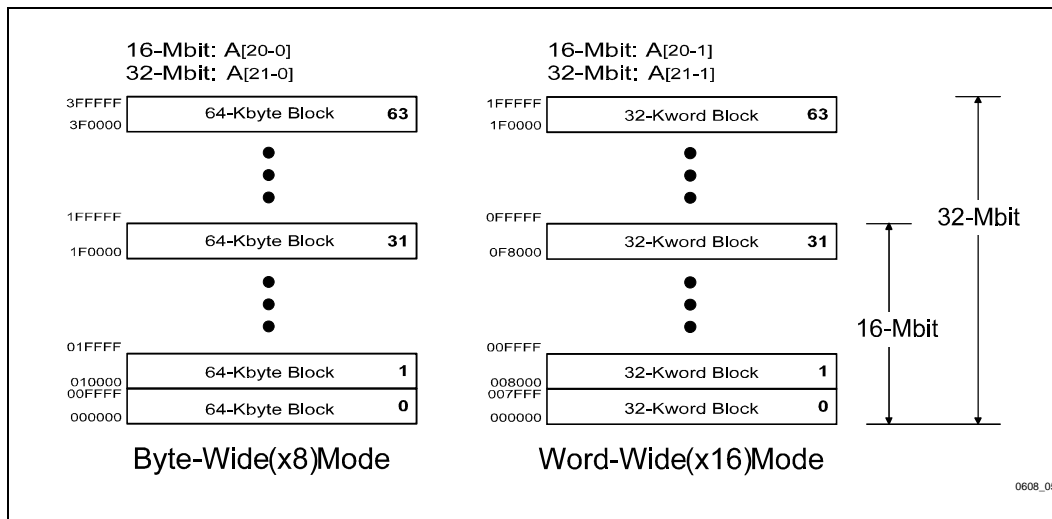 16-Mbit: A[20-0]
32-Mbit: A[21-0]
3FFFFF
3F0000
64-Kbyte Block 63
1FFFFF
1F0000
64-Kbyte Block 31
01FFFF
010000
64-Kbyte Block 1
00FFFF
000000
64-Kbyte Block 0
Byte-Wide(x8)Mode
16-Mbit: A[20-1]
32-Mbit: A[21-1]
1FFFFF
1F0000
32-Kword Block 63
0FFFFF
0F8000
32-Kword Block 31
00FFFF
008000
32-Kword Block 1
007FFF
000000
32-Kword Block 0
Word-Wide(x16)Mode
16-Mbit
32-Mbit
0608_05